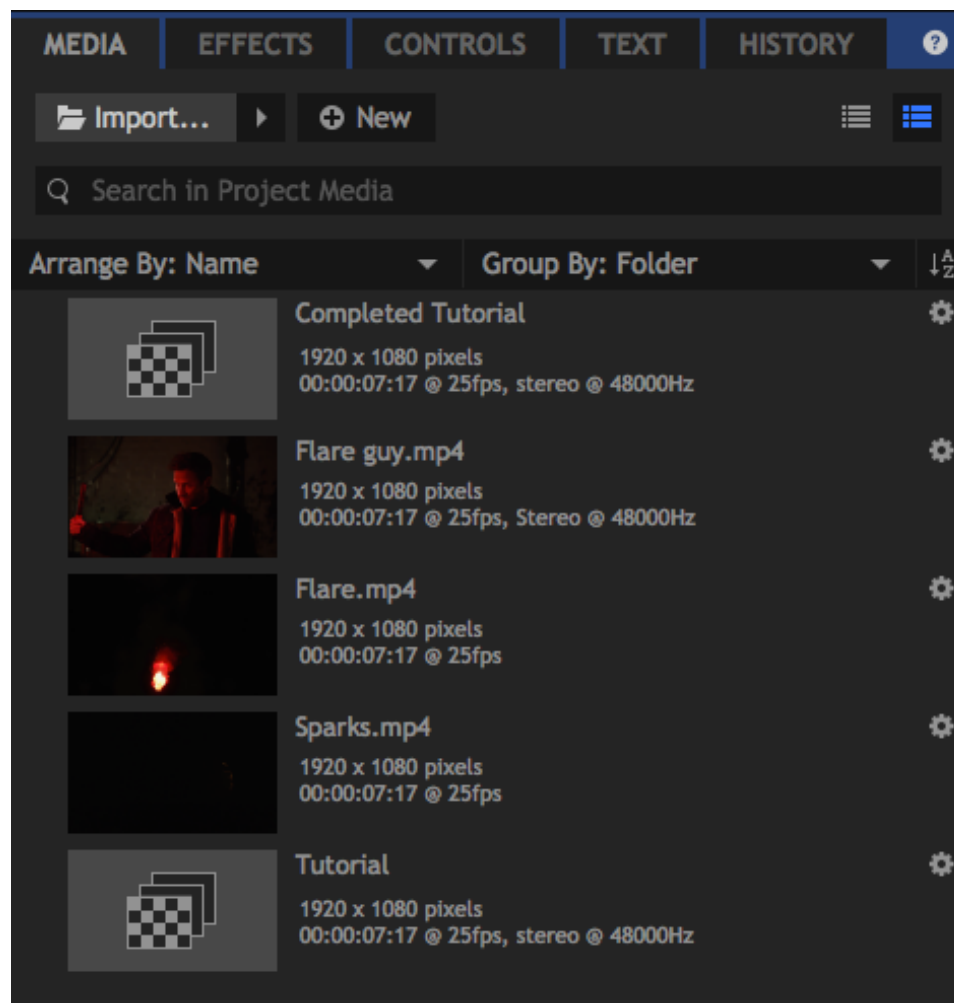 MEDIA EFFECTS CONTROLS TEXT HISTORY ?
Import... New
Search in Project Media
Arrange By: Name Group By: Folder AZ
Completed Tutorial
1920 x 1080 pixels
00:00:07:17 @ 25fps, stereo @ 48000Hz
Flare guy.mp4
1920 x 1080 pixels
00:00:07:17 @ 25fps, Stereo @ 48000Hz
Flare.mp4
1920 x 1080 pixels
00:00:07:17 @ 25fps
Sparks.mp4
1920 x 1080 pixels
00:00:07:17 @ 25fps
Tutorial
1920 x 1080 pixels
00:00:07:17 @ 25fps, stereo @ 48000Hz